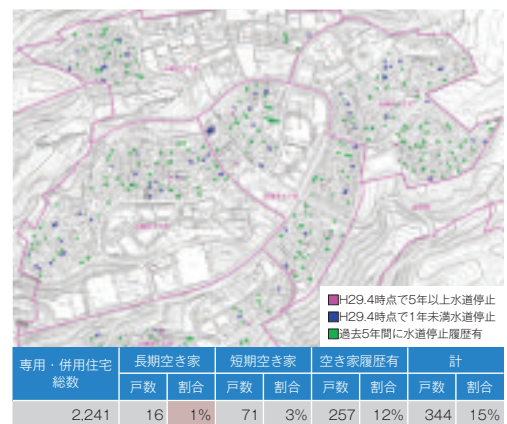 ■H29.4時点で5年以上水道停止
■H29.4時点で1年未満水道停止
■過去5年間に水道停止履歴有
専用・併用住宅総数 長期空き家 短期空き家 空き家履歴有 計
戸数 割合 戸数 割合 戸数 割合 戸数 割合
2,241 16 1% 71 3% 257 12% 344 15%